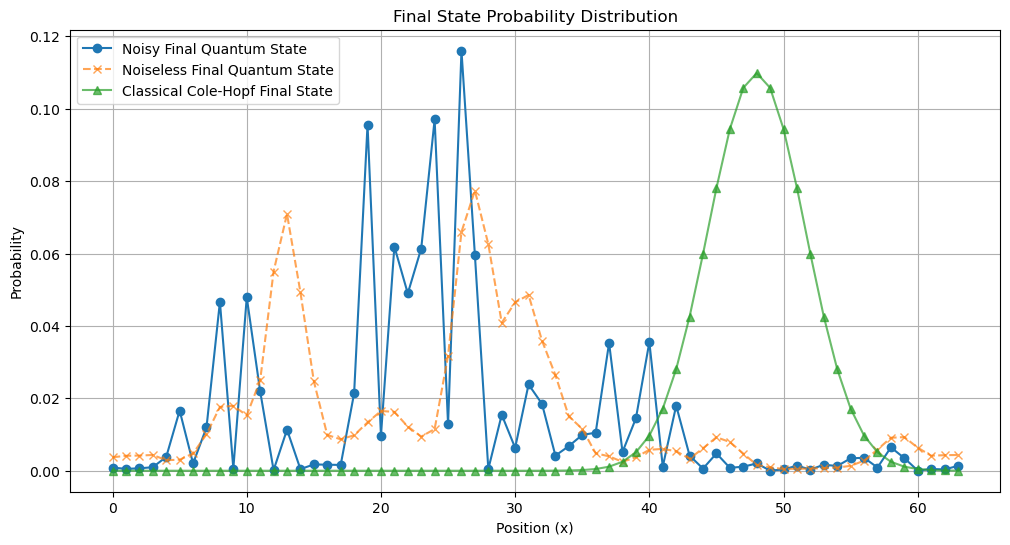 Final State Probability Distribution
Noisy Final Quantum State
Noiseless Final Quantum State
Classical Cole-Hopf Final State
Probability
0.12
0.10
0.08
0.06
0.04
0.02
0.00
0 10 20 30 40 50 60
Position (x)